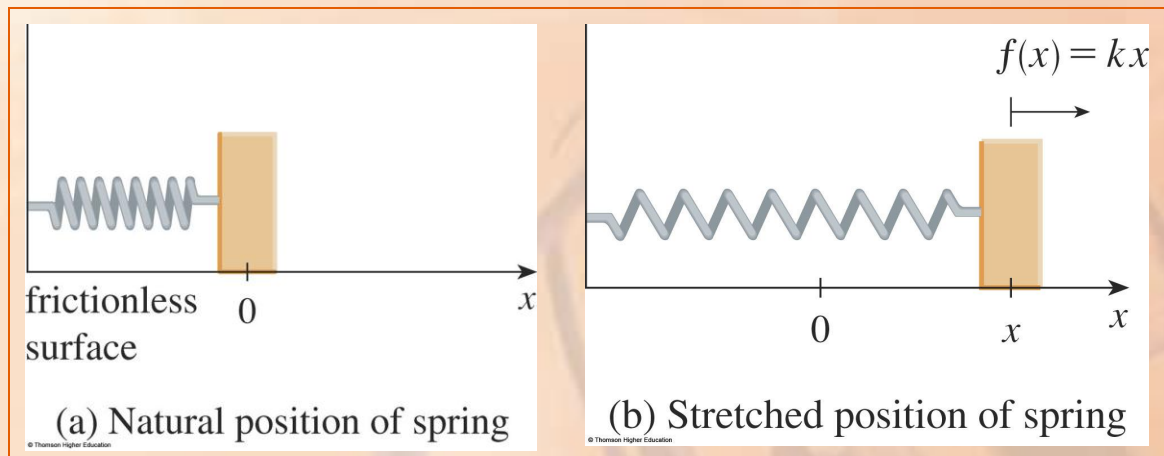 frictionless
surface
0
x
(a) Natural position of spring
© Thomson Higher Education
f(x) = kx
0
x
x
(b) Stretched position of spring
© Thomson Higher Education